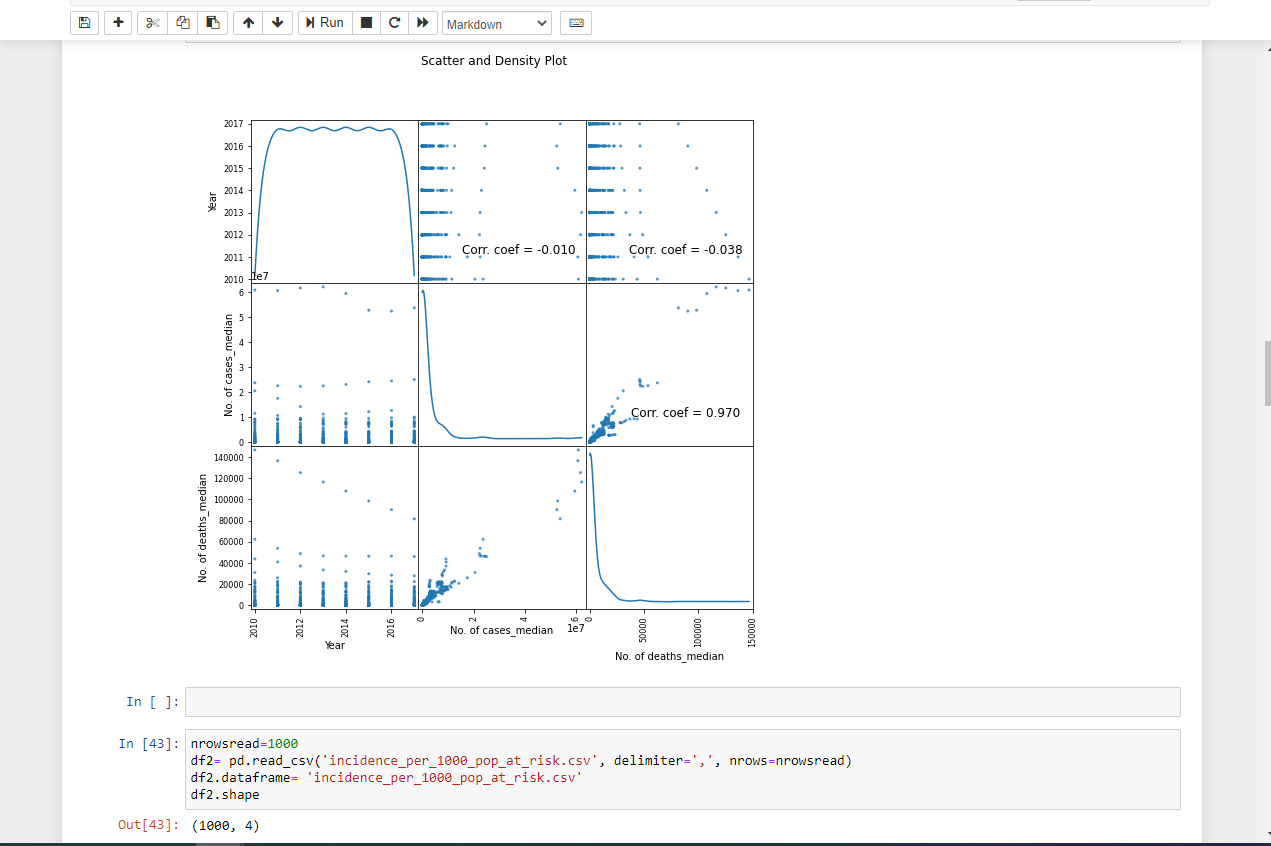 Run
Markdown
Scatter and Density Plot
2017
2016
2015
2014
2013
2012
2011
2010
Year
Corr. coef = -0.010
Corr. coef = -0.038
1e7
6
5
4
3
2
1
0
No. of cases_median
Corr. coef = 0.970
140000
120000
100000
80000
60000
40000
20000
0
No. of deaths_median
2010
2012
2014
2016
Year
0
2
4
6
1e7
No. of cases_median
0
50000
100000
150000
No. of deaths_median
In [ ]:
In [43]:
nrowsread=1000
df2= pd.read_csv('incidence_per_1000_pop_at_risk.csv', delimiter=',', nrows=nrowsread)
df2.dataframe= 'incidence_per_1000_pop_at_risk.csv'
df2.shape
Out[43]: (1000, 4)